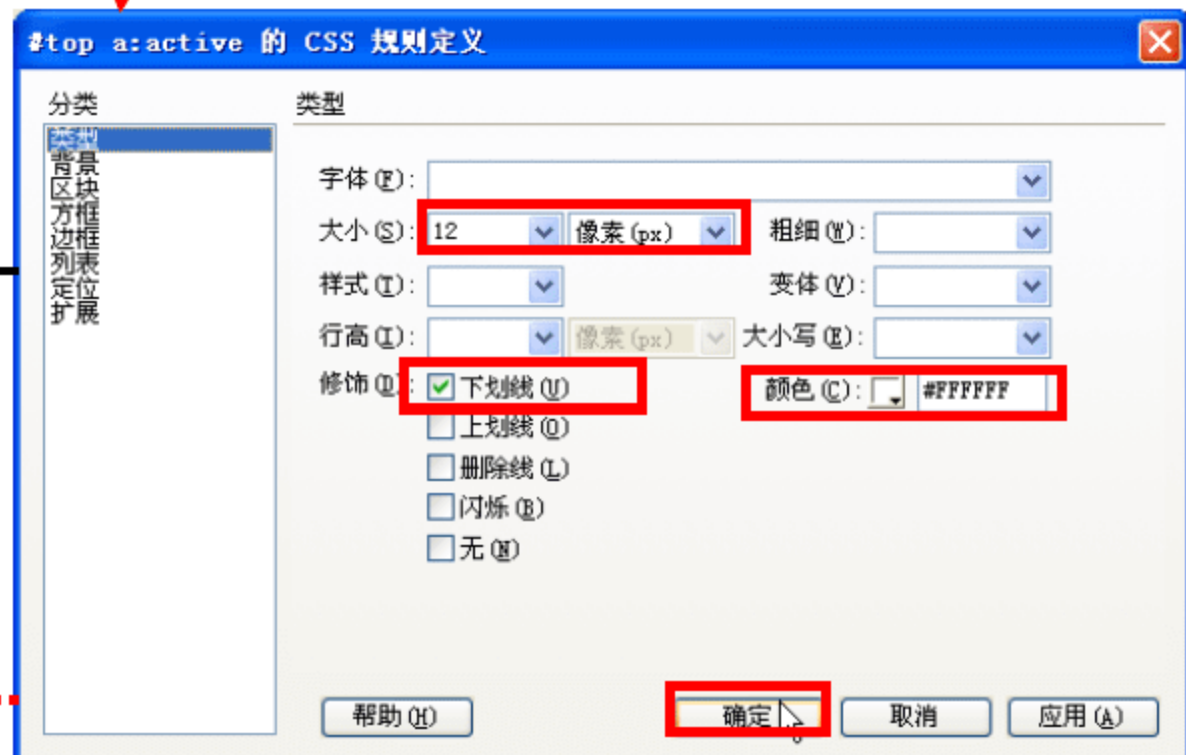 #top a:active 的 CSS 规则定义
分类
类型
类型
背景
区块
方框
边框
列表
定位
扩展
字体(F):
大小(S): 12 像素(px) 粗细(W):
样式(T): 变体(V):
行高(I): 像素(px) 大小写(E):
修饰(D): 下划线(U) 颜色(C): #FFFFFF
上划线(O)
删除线(L)
闪烁(B)
无(N)
帮助(H) 确定 取消 应用(A)